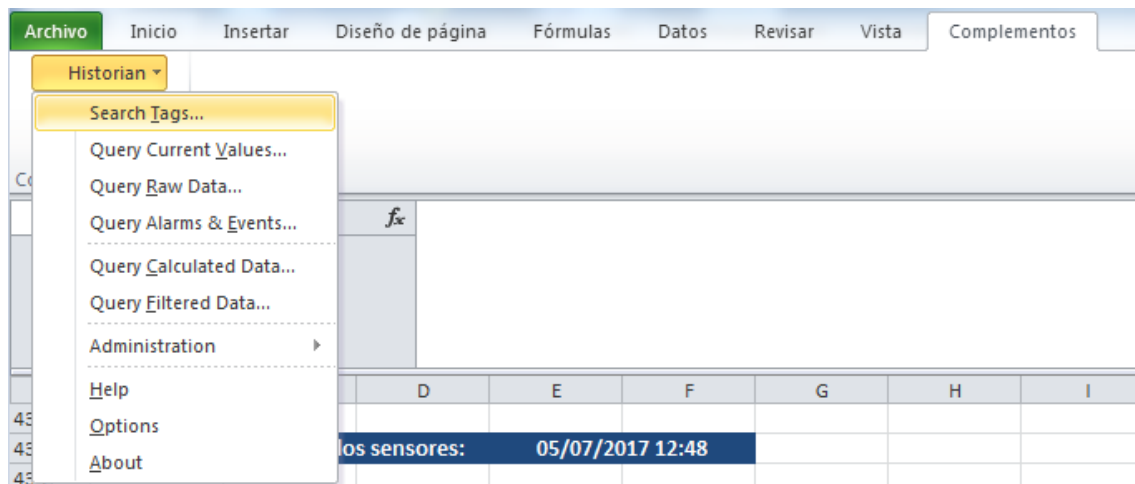 Archivo Inicio Insertar Diseño de página Fórmulas Datos Revisar Vista Complementos
Historian
Search Tags...
Query Current Values...
Query Raw Data...
Query Alarms & Events...
fx
Query Calculated Data...
Query Filtered Data...
Administration
Help
D E F G H I
Options
los sensores: 05/07/2017 12:48
About